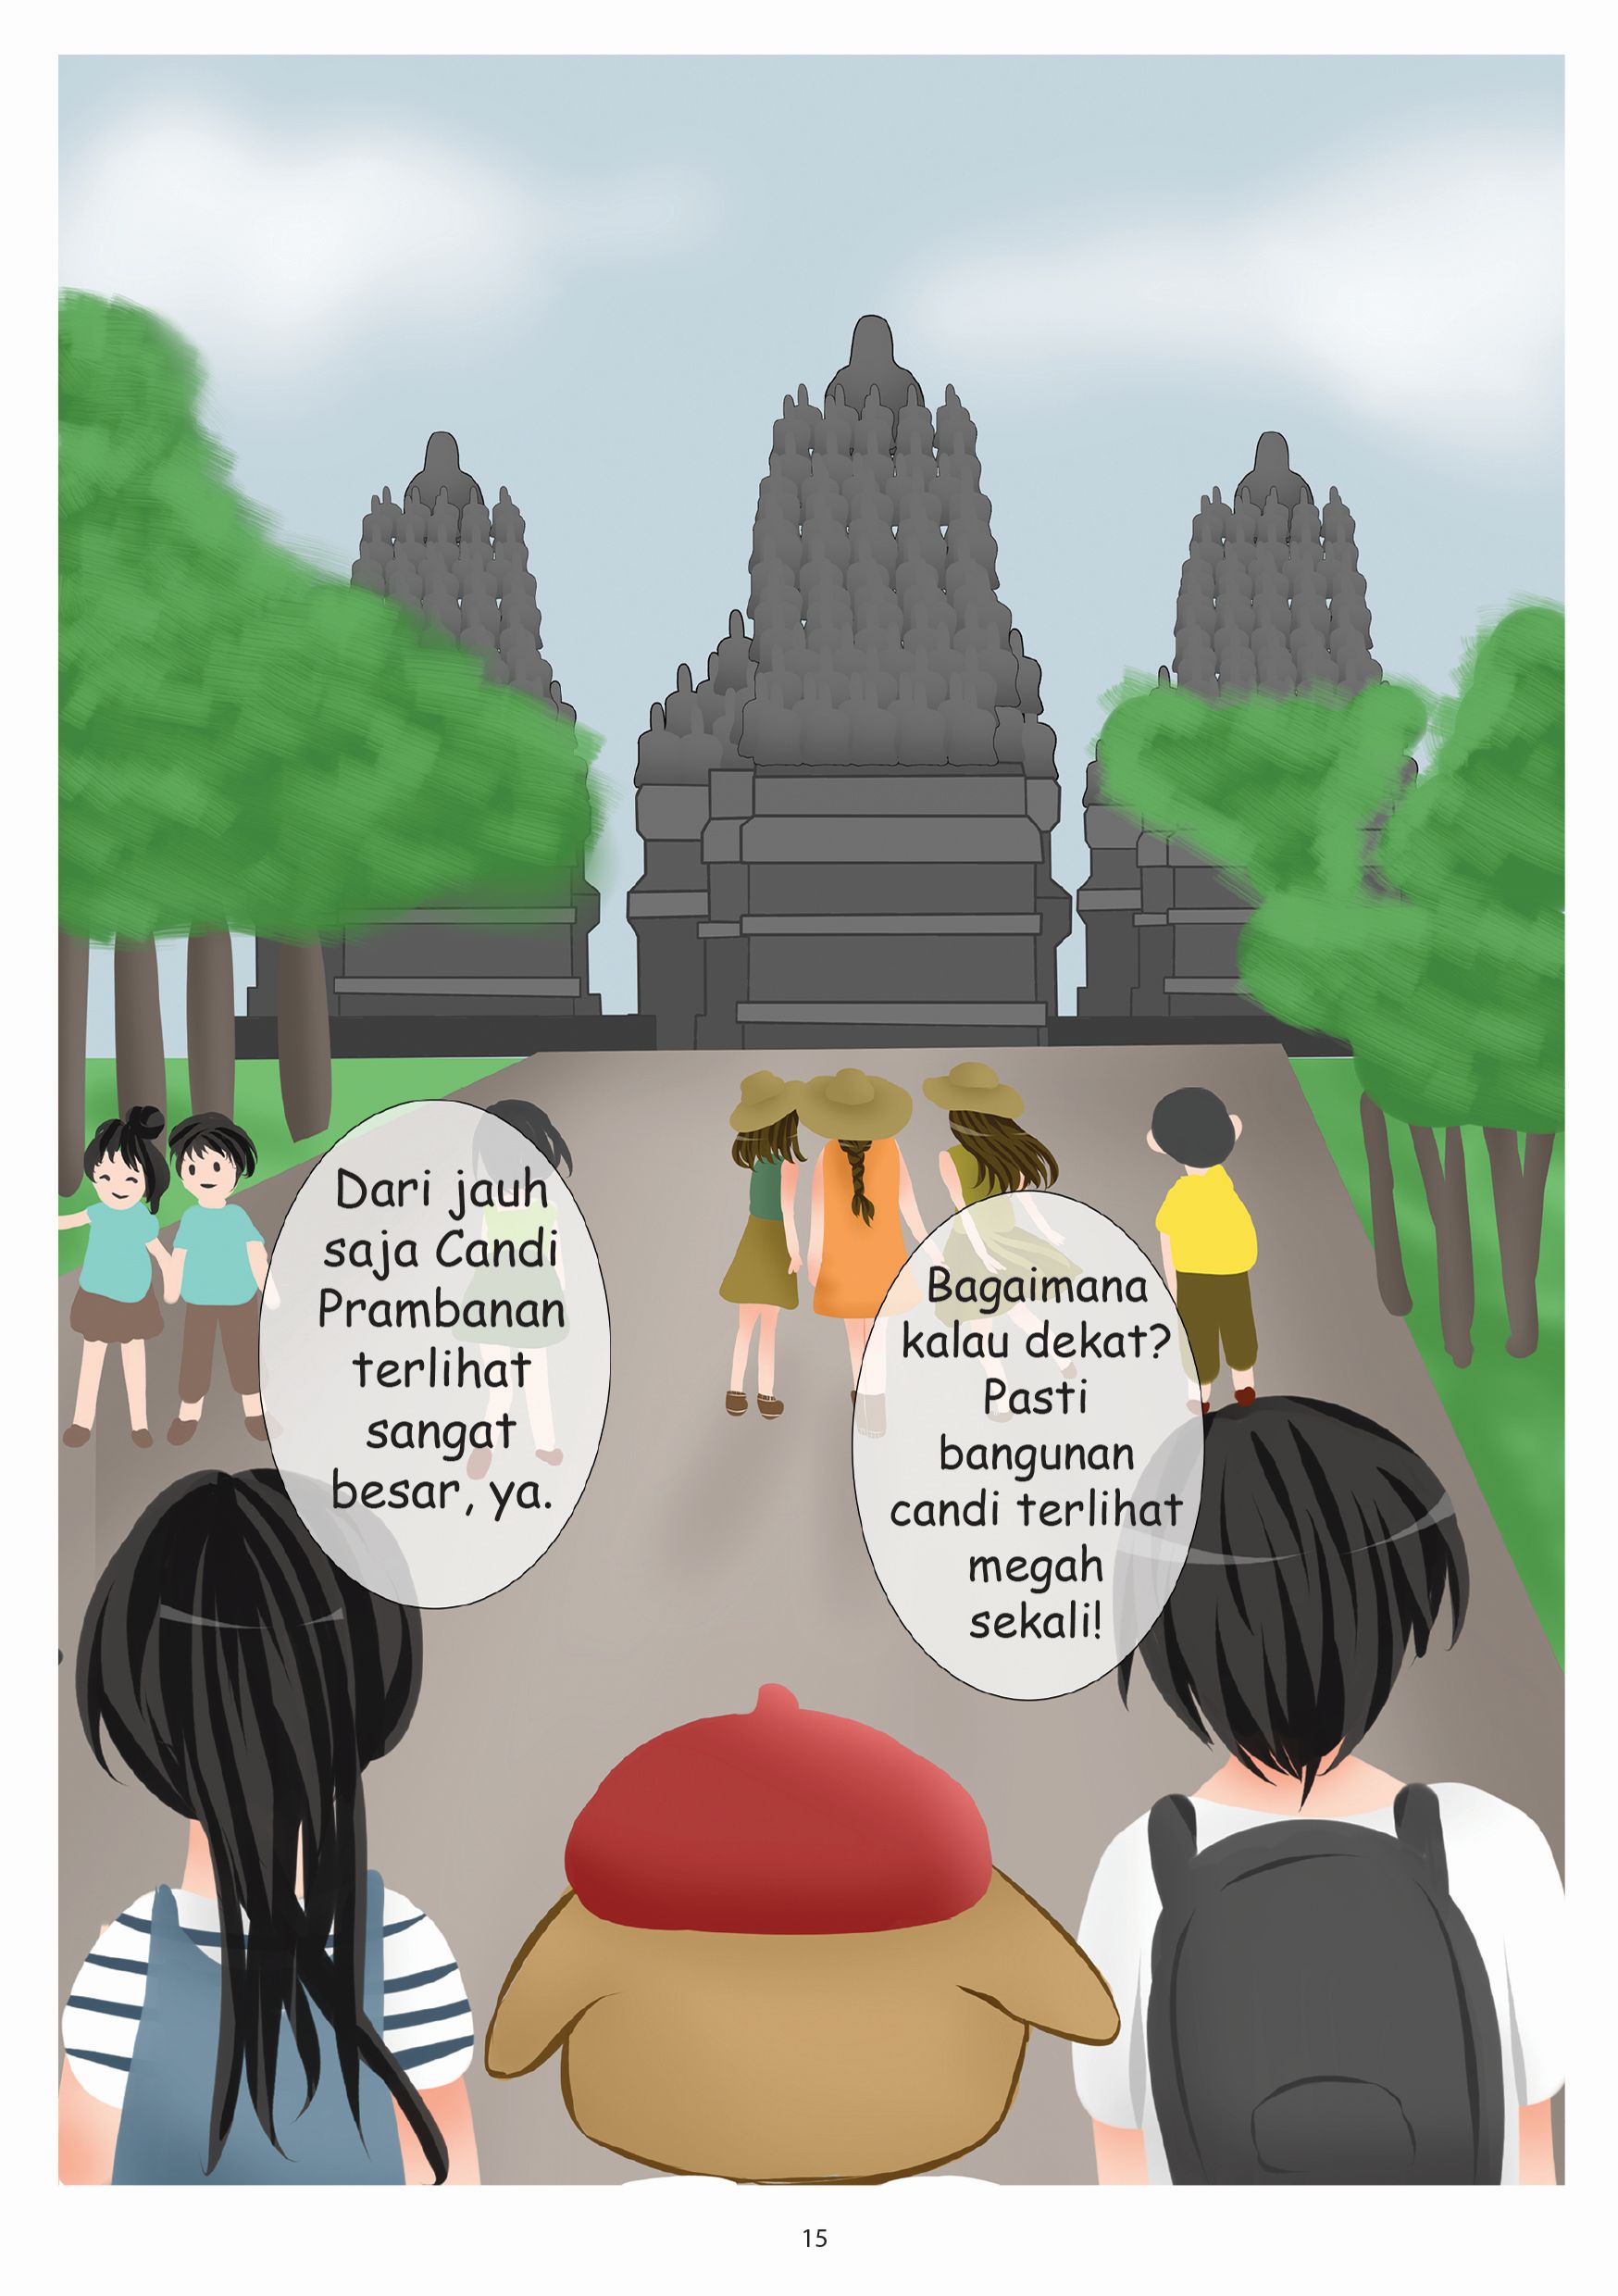 Dari jauh
saja Candi
Prambanan
terlihat
sangat
besar, ya.
Bagaimana
kalau dekat?
Pasti
bangunan
candi terlihat
megah
sekali!
15